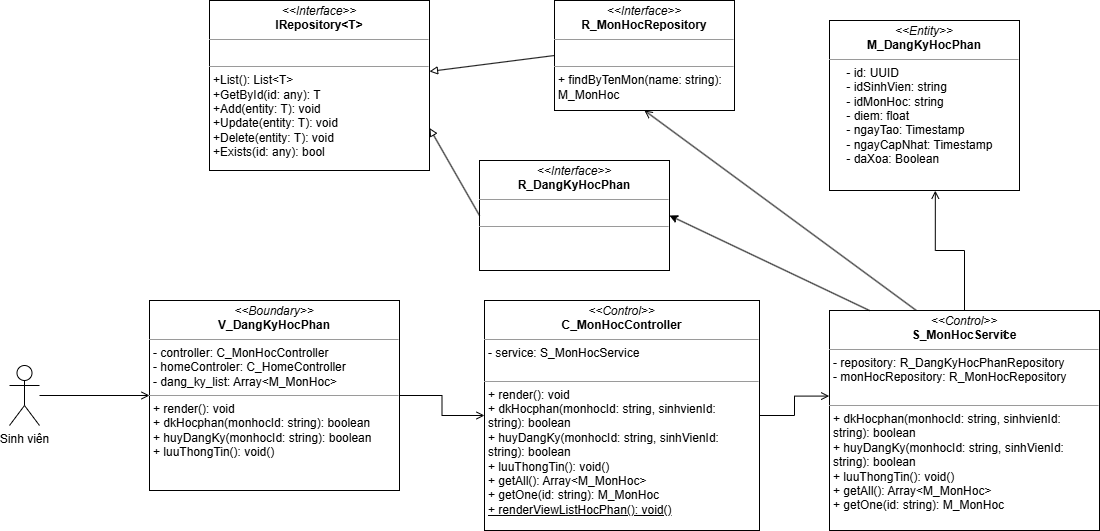 <<Interface>>
IRepository<T>
+List(): List<T>
+GetById(id: any): T
+Add(entity: T): void
+Update(entity: T): void
+Delete(entity: T): void
+Exists(id: any): bool
<<Interface>>
R_MonHocRepository
+ findByTenMon(name: string):
M_MonHoc
<<Entity>>
M_DangKyHocPhan
- id: UUID
- idSinhVien: string
- idMonHoc: string
- diem: float
- ngayTao: Timestamp
- ngayCapNhat: Timestamp
- daXoa: Boolean
<<Interface>>
R_DangKyHocPhan
Sinh viên
<<Boundary>>
V_DangKyHocPhan
- controller: C_MonHocController
- homeControler: C_HomeController
- dang_ky_list: Array<M_MonHoc>
+ render(): void
+ dkHocphan(monhocId: string): boolean
+ huyDangKy(monhocId: string): boolean
+ luuThongTin(): void()
<<Control>>
C_MonHocController
- service: S_MonHocService
+ render(): void
+ dkHocphan(monhocId: string, sinhvienId:
string): boolean
+ huyDangKy(monhocId: string, sinhVienId:
string): boolean
+ luuThongTin(): void()
+ getAll(): Array<M_MonHoc>
+ getOne(id: string): M_MonHoc
+ renderViewListHocPhan(): void()
<<Control>>
S_MonHocService
- repository: R_DangKyHocPhanRepository
- monHocRepository: R_MonHocRepository
+ dkHocphan(monhocId: string, sinhvienId:
string): boolean
+ huyDangKy(monhocId: string, sinhVienId:
string): boolean
+ luuThongTin(): void()
+ getAll(): Array<M_MonHoc>
+ getOne(id: string): M_MonHoc